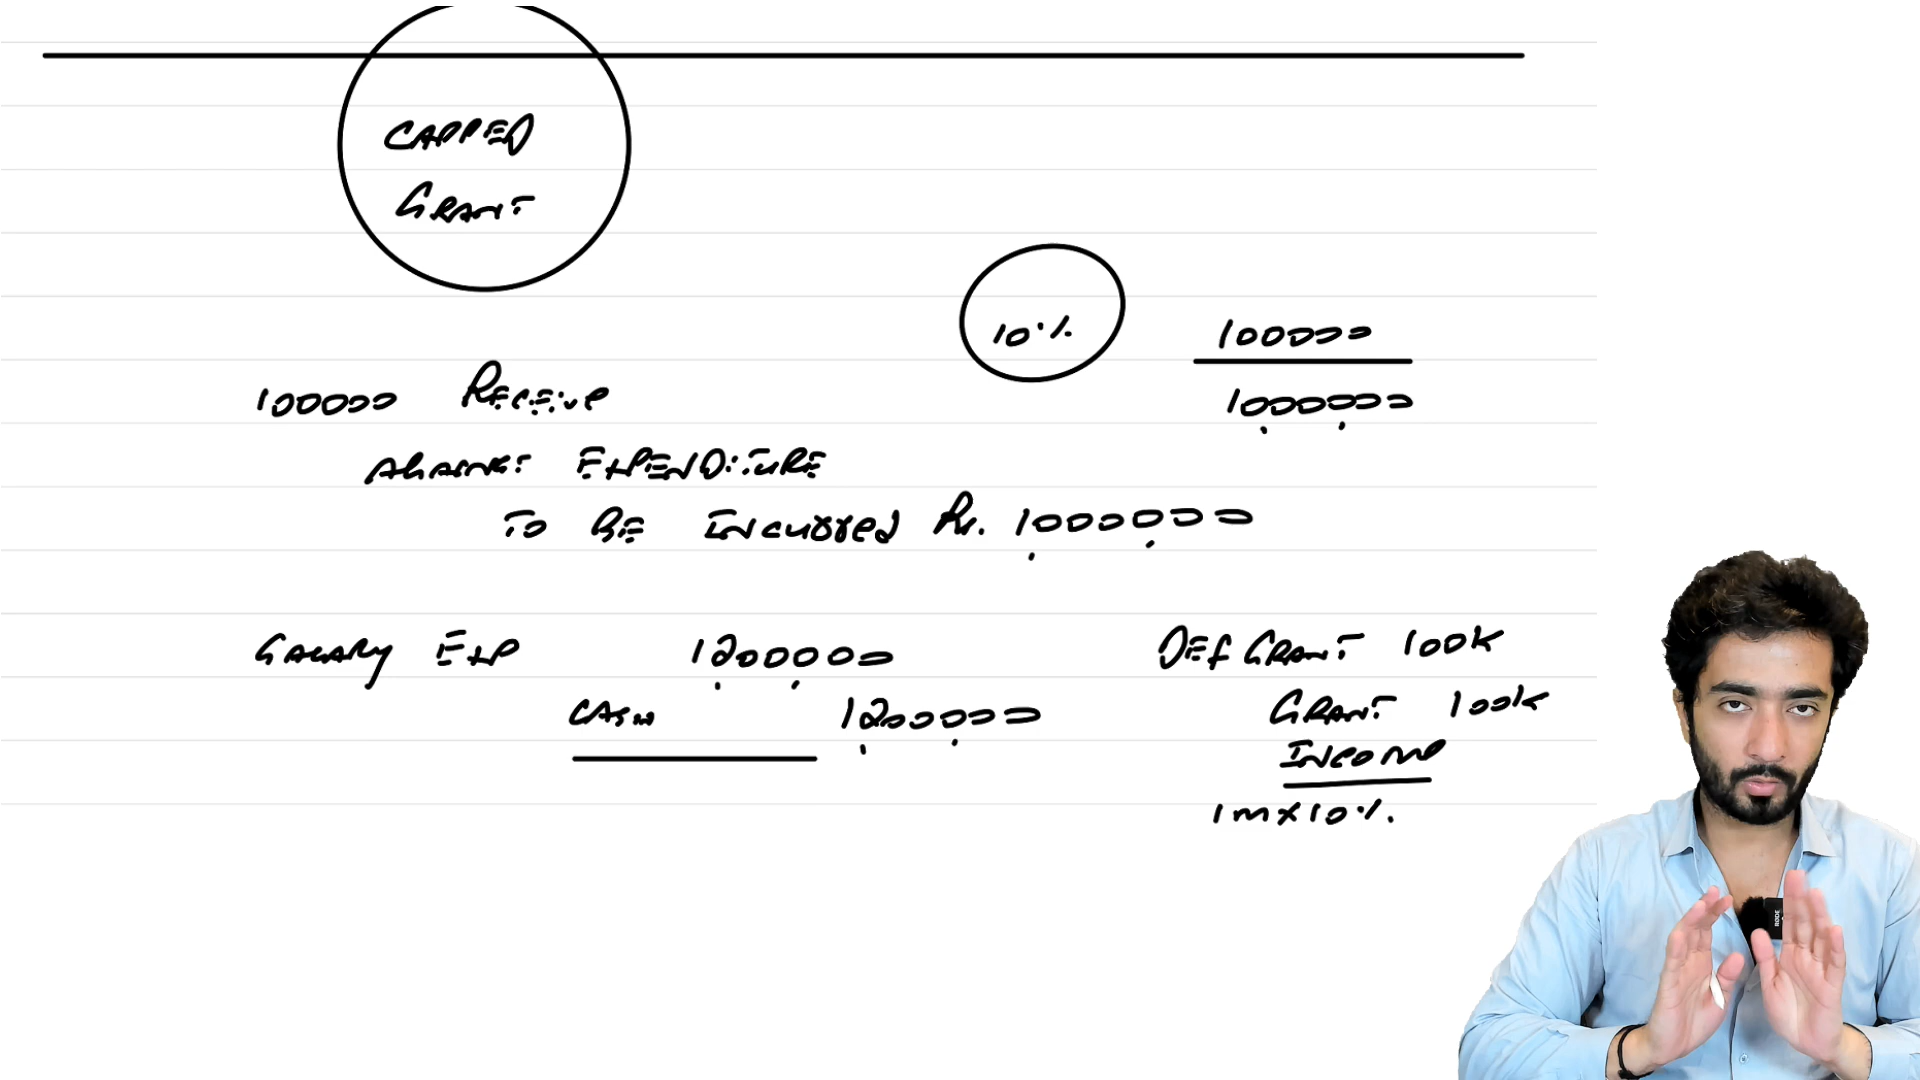 CAPPED
GRANT
10% 100000
100000 RECEIVE 1000000
AGAINST EXPENDITURE
TO BE INCURRED Rs. 1000000
SALARY EXP 1200000 DEF GRANT 100K
CASH 1200000 GRANT 100K
INCOME
1m x 10%.
RODE